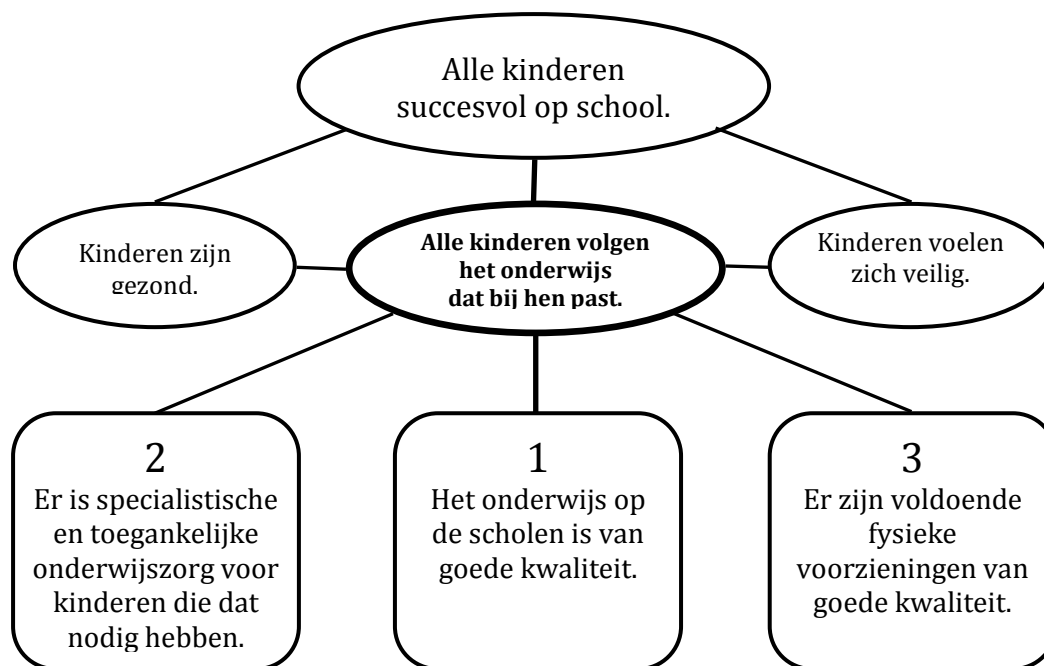 Alle kinderen
succesvol op school.
Kinderen zijn
gezond.
Alle kinderen volgen
het onderwijs
dat bij hen past.
Kinderen voelen
zich veilig.
2
Er is specialistische
en toegankelijke
onderwijszorg voor
kinderen die dat
nodig hebben.
1
Het onderwijs op
de scholen is van
goede kwaliteit.
3
Er zijn voldoende
fysieke
voorzieningen van
goede kwaliteit.